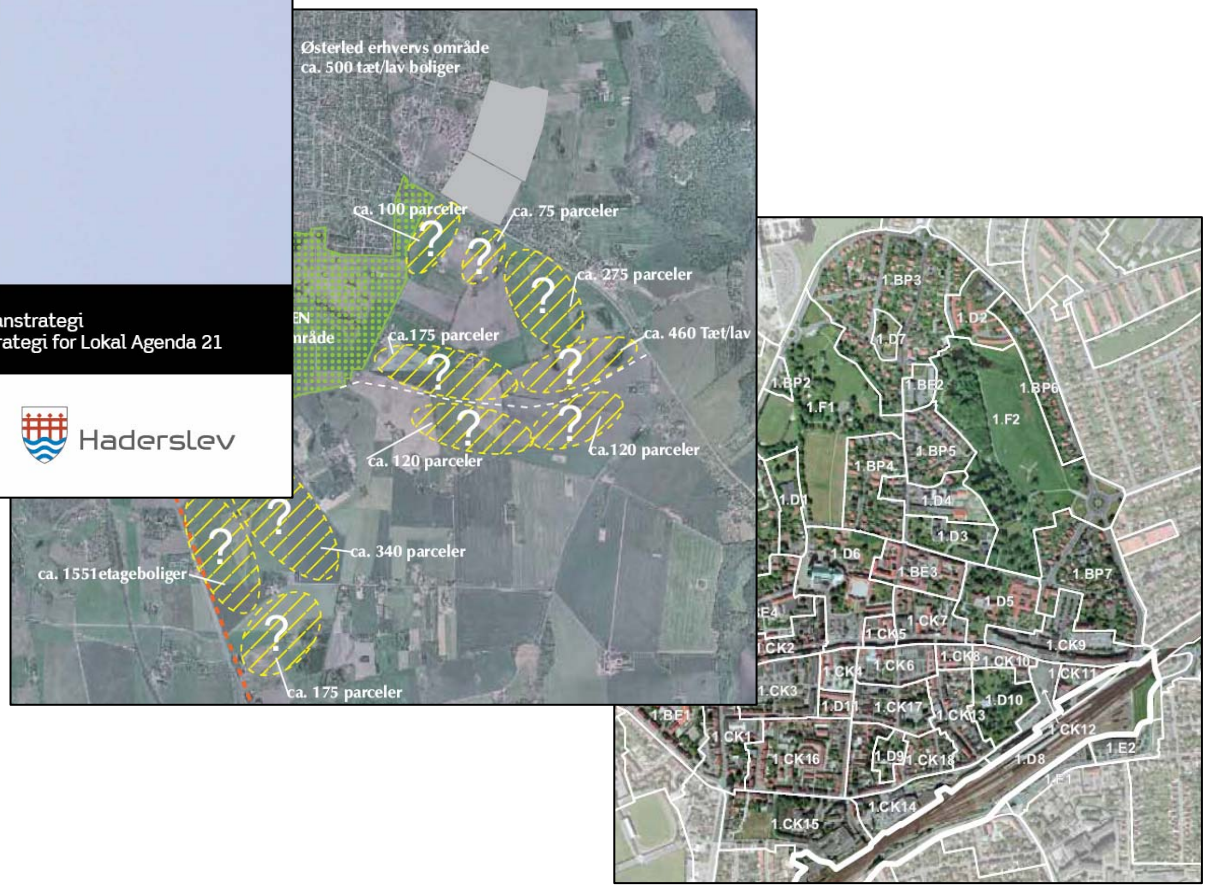 anstrategi
rategi for Lokal Agenda 21
Haderslev
Østerled erhvervs område
ca. 500 tæt/lav boliger
ca. 100 parceler
ca. 75 parceler
?
?
?
ca. 275 parceler
EN
mråde
ca.175 parceler
ca. 460 Tæt/lav
?
?
?
?
ca. 120 parceler
ca.120 parceler
?
?
ca. 340 parceler
ca. 1551etageboliger
?
ca. 175 parceler
1.BP3
1.D2
1.D7
1.BP2
1.BE2
1.BP6
1.F1
1.F2
1.BP5
1.BP4
1.D1
1.D4
1.D3
1.D6
1.BE3
1.BP7
1.D5
BE4
1.CK7
1.CK5
CK2
1.CK9
1.CK8
1.CK10
1.CK4
1.CK6
1.CK11
1.CK3
1.D11
1.CK17
1.D10
1.CK13
1.BE1
1.CK1
1.CK12
1.E2
1.CK16
1.D9
1.CK18
1.D8
1.E1
1.CK14
1.CK15